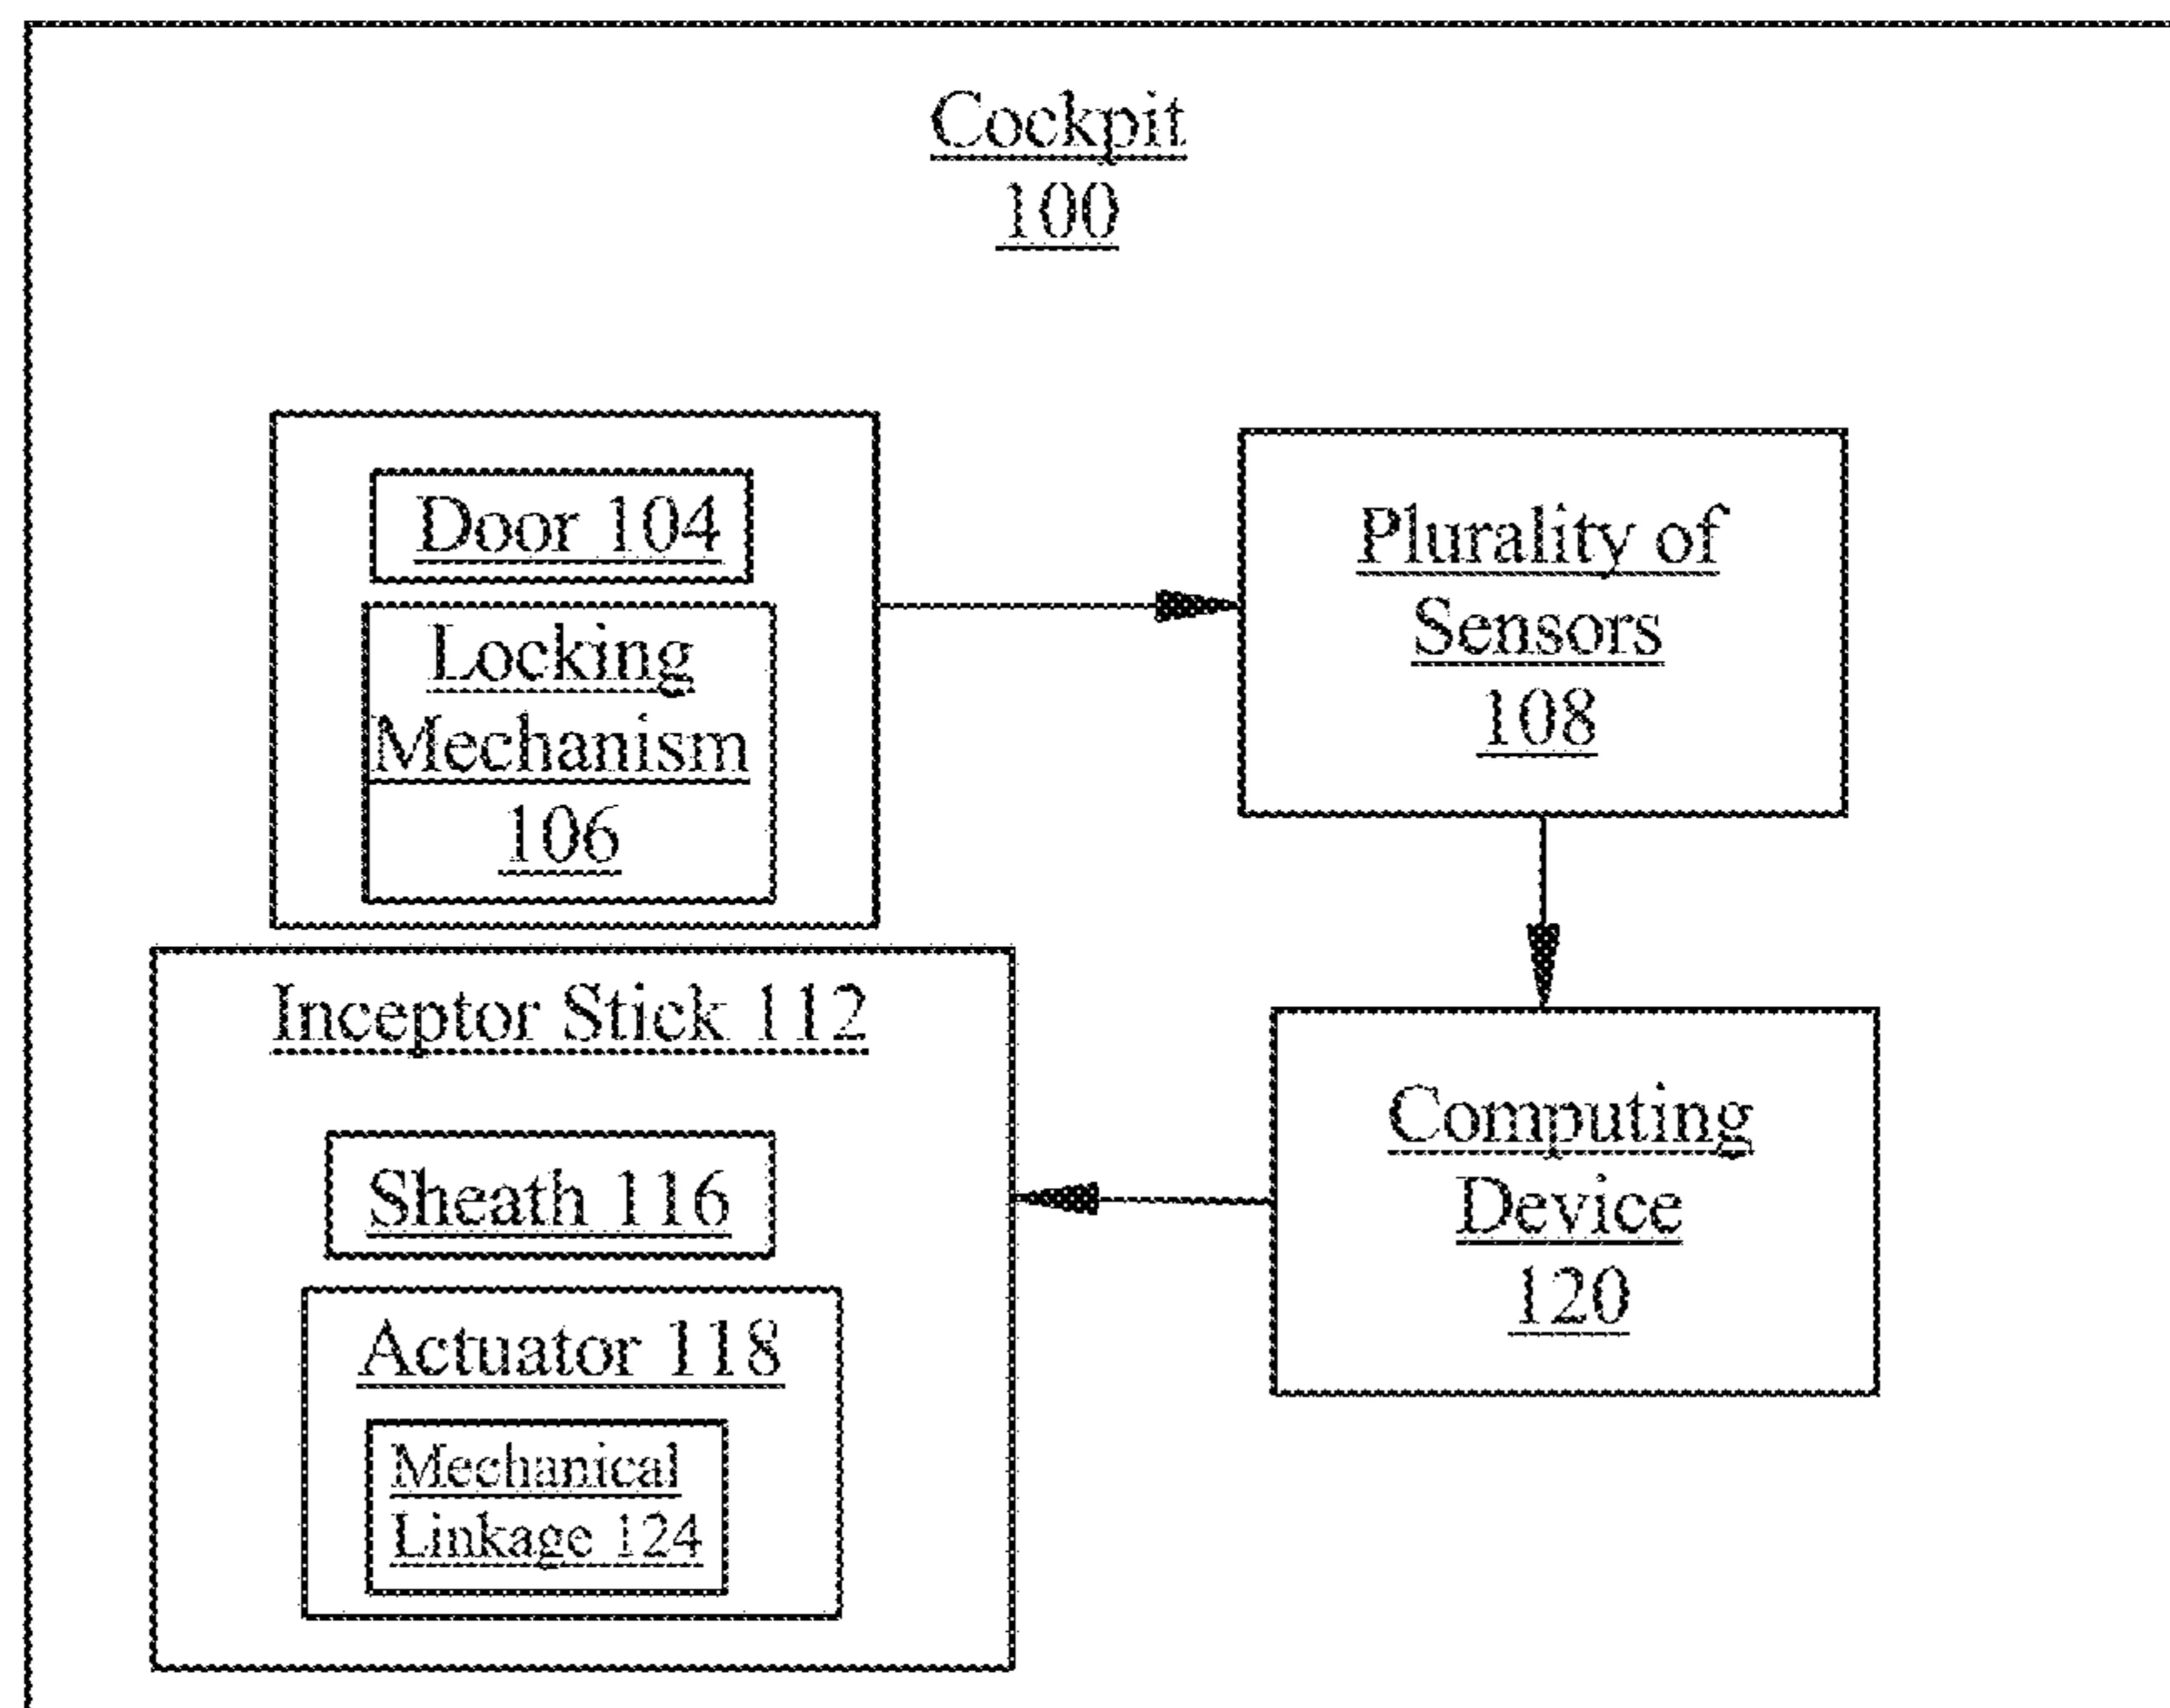 Cockpit
100
Door 104
Locking
Mechanism
106
Plurality of
Sensors
108
Inceptor Stick 112
Sheath 116
Actuator 118
Mechanical
Linkage 124
Computing
Device
120